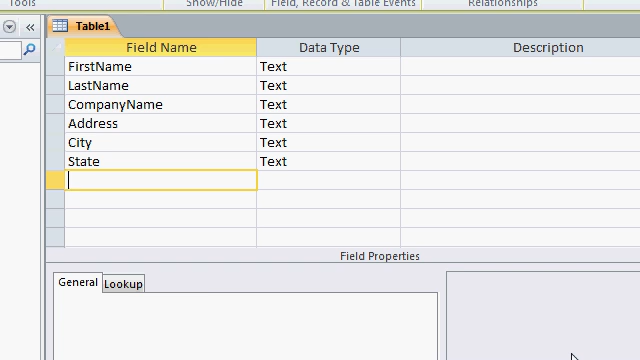 Tools Show/Hide Field, Record & Table Events Relationships
Table1
Field Name Data Type Description
FirstName Text
LastName Text
CompanyName Text
Address Text
City Text
State Text
Field Properties
General Lookup